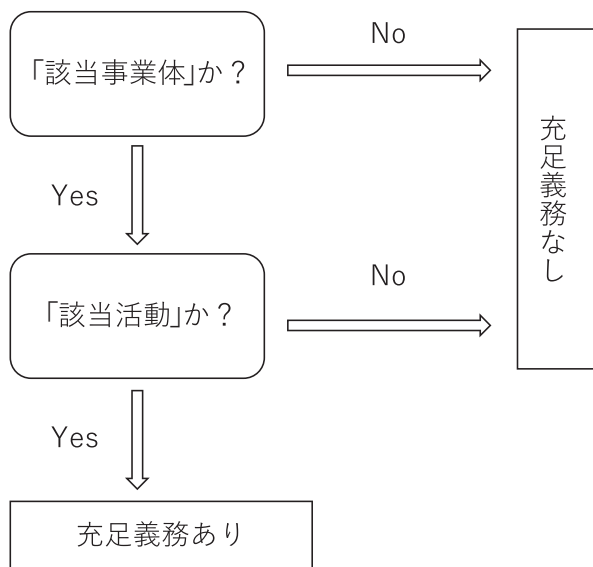 「該当事業体」か？
No
Yes
充足義務なし
「該当活動」か？
No
Yes
充足義務あり